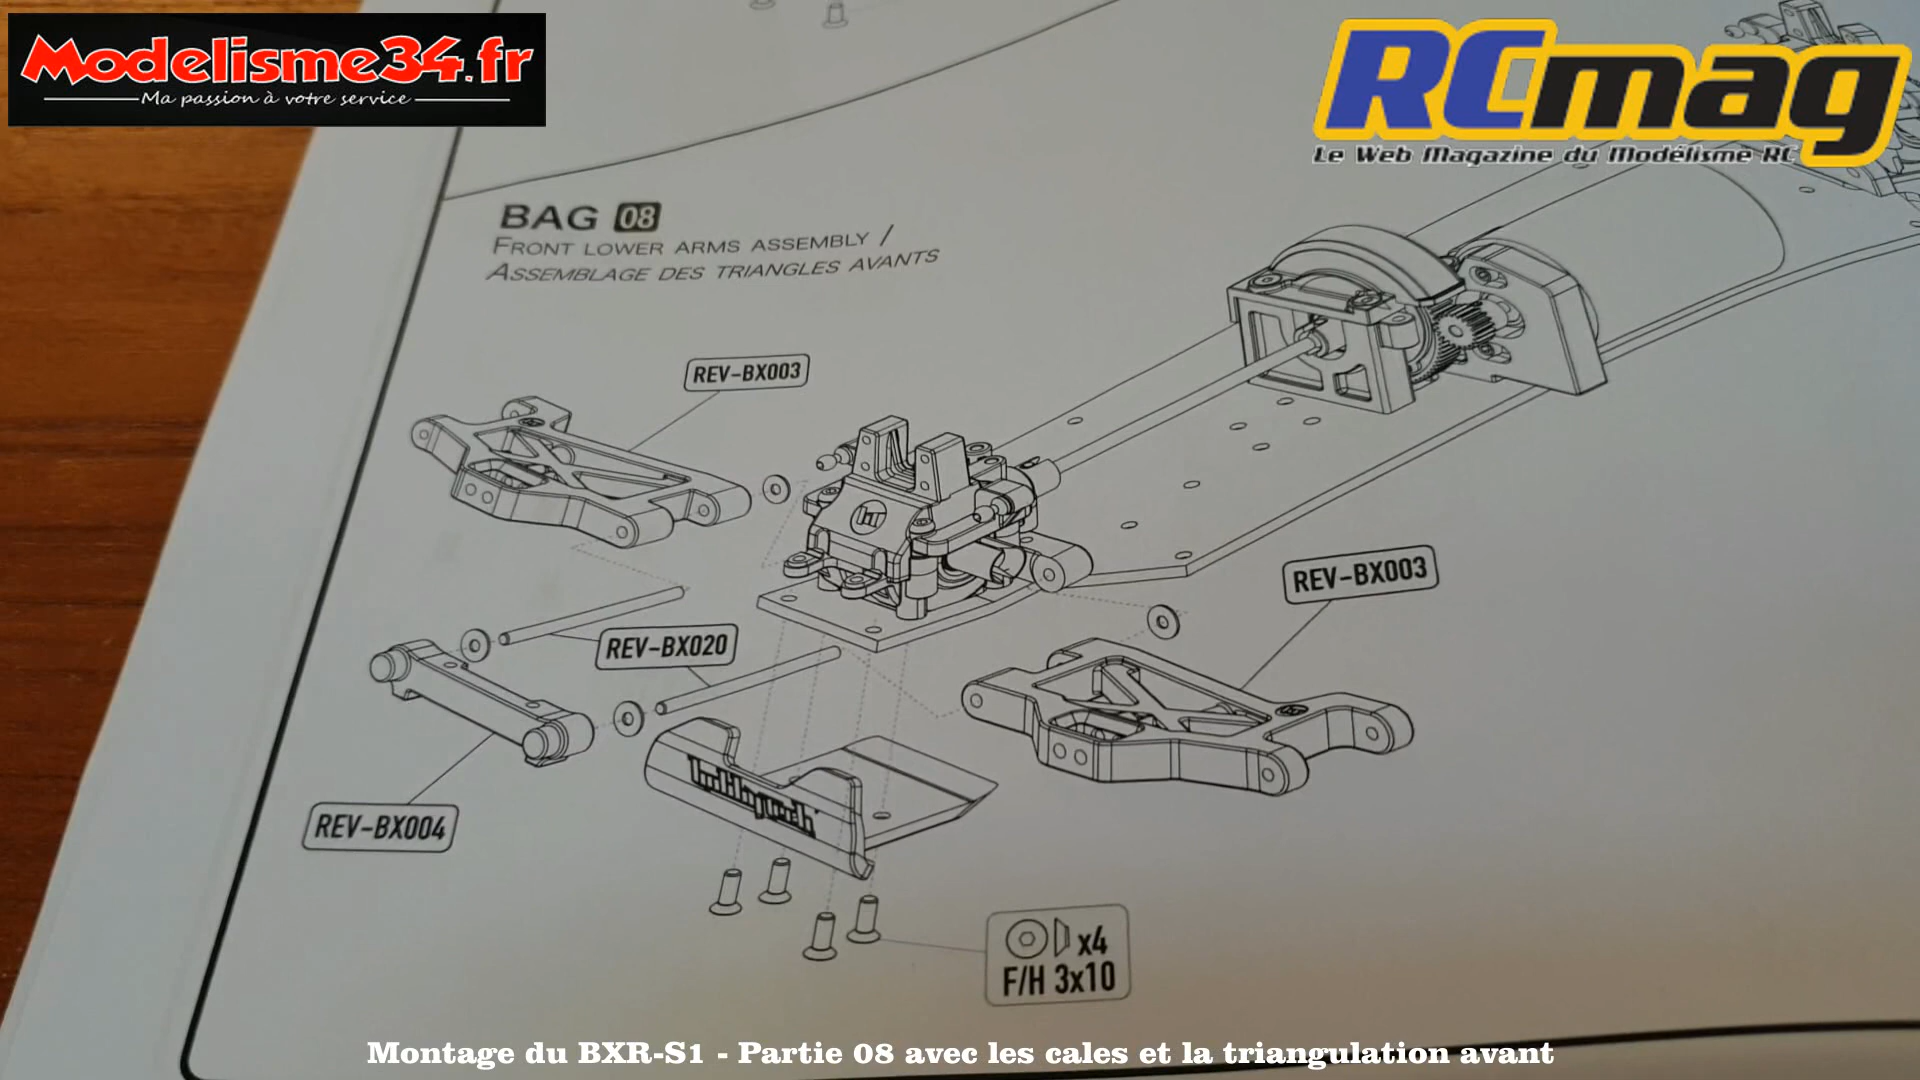 Modelisme34.fr
Ma passion à votre service
RCmag
Le Web Magazine du Modélisme RC
BAG 08
FRONT LOWER ARMS ASSEMBLY /
ASSEMBLAGE DES TRIANGLES AVANTS
REV-BX003
REV-BX003
REV-BX020
REV-BX004
hobbytech
x4
F/H 3x10
Montage du BXR-S1 - Partie 08 avec les cales et la triangulation avant